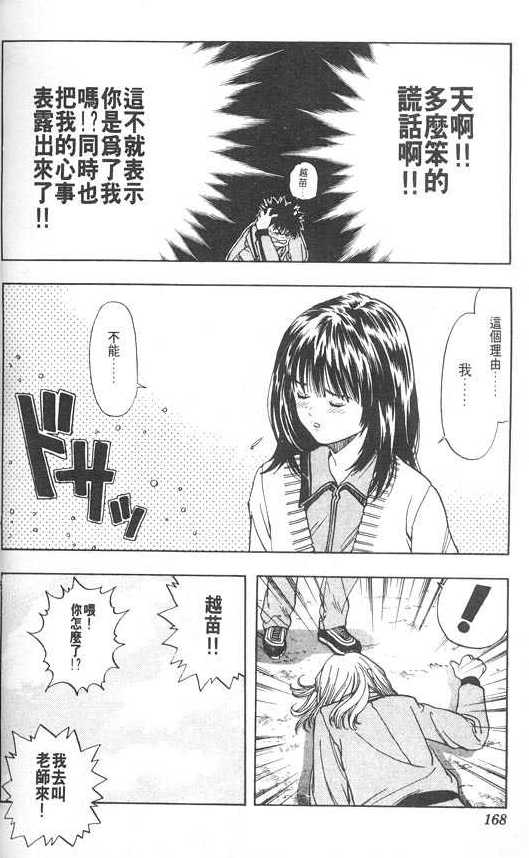 天啊!!
多麼笨的
謊話啊!!
越苗…
這不就表示
你是為了我
嗎!?同時也
把我的心事
表露出來了!!
這個理由……
我……
不能……
ドサッ
!
越苗!!
喂!
你怎麼了!?
我去叫
老師來!
168